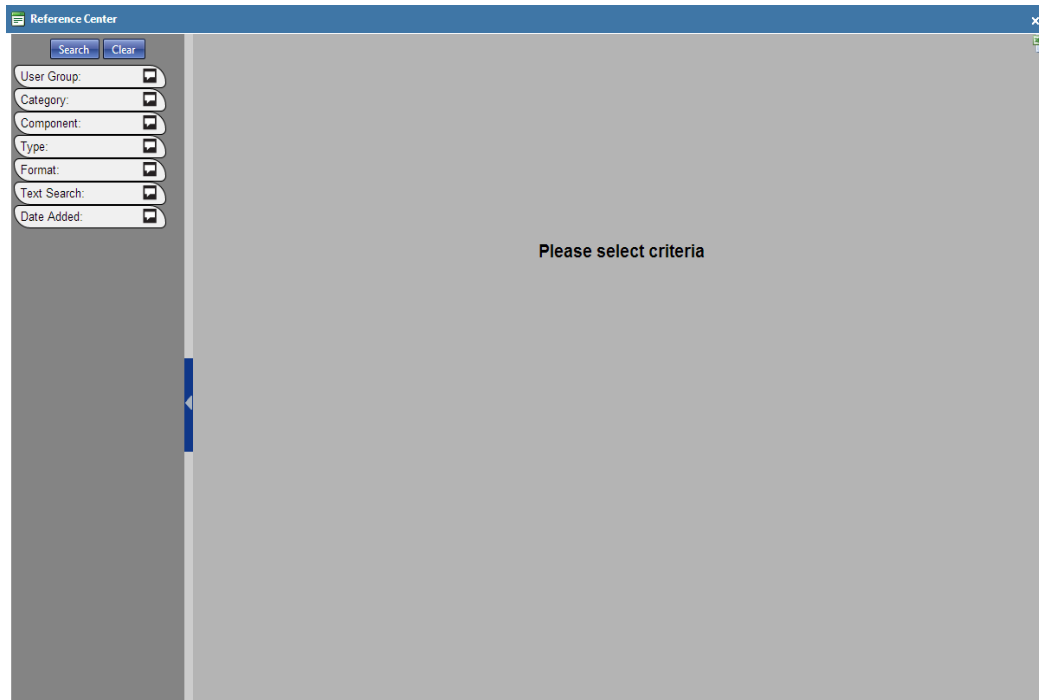 Reference Center
Search Clear
User Group:
Category:
Component:
Type:
Format:
Text Search:
Date Added:
Please select criteria